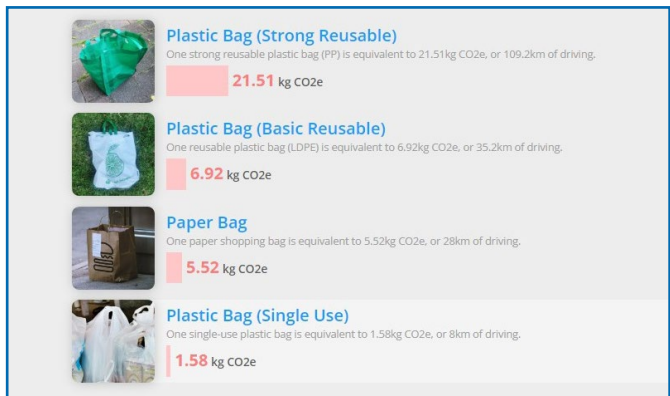 Plastic Bag (Strong Reusable)
One strong reusable plastic bag (PP) is equivalent to 21.51kg CO2e, or 109.2km of driving.
21.51 kg CO2e
Plastic Bag (Basic Reusable)
One reusable plastic bag (LDPE) is equivalent to 6.92kg CO2e, or 35.2km of driving.
6.92 kg CO2e
Paper Bag
One paper shopping bag is equivalent to 5.52kg CO2e, or 28km of driving.
5.52 kg CO2e
Plastic Bag (Single Use)
One single-use plastic bag is equivalent to 1.58kg CO2e, or 8km of driving.
1.58 kg CO2e